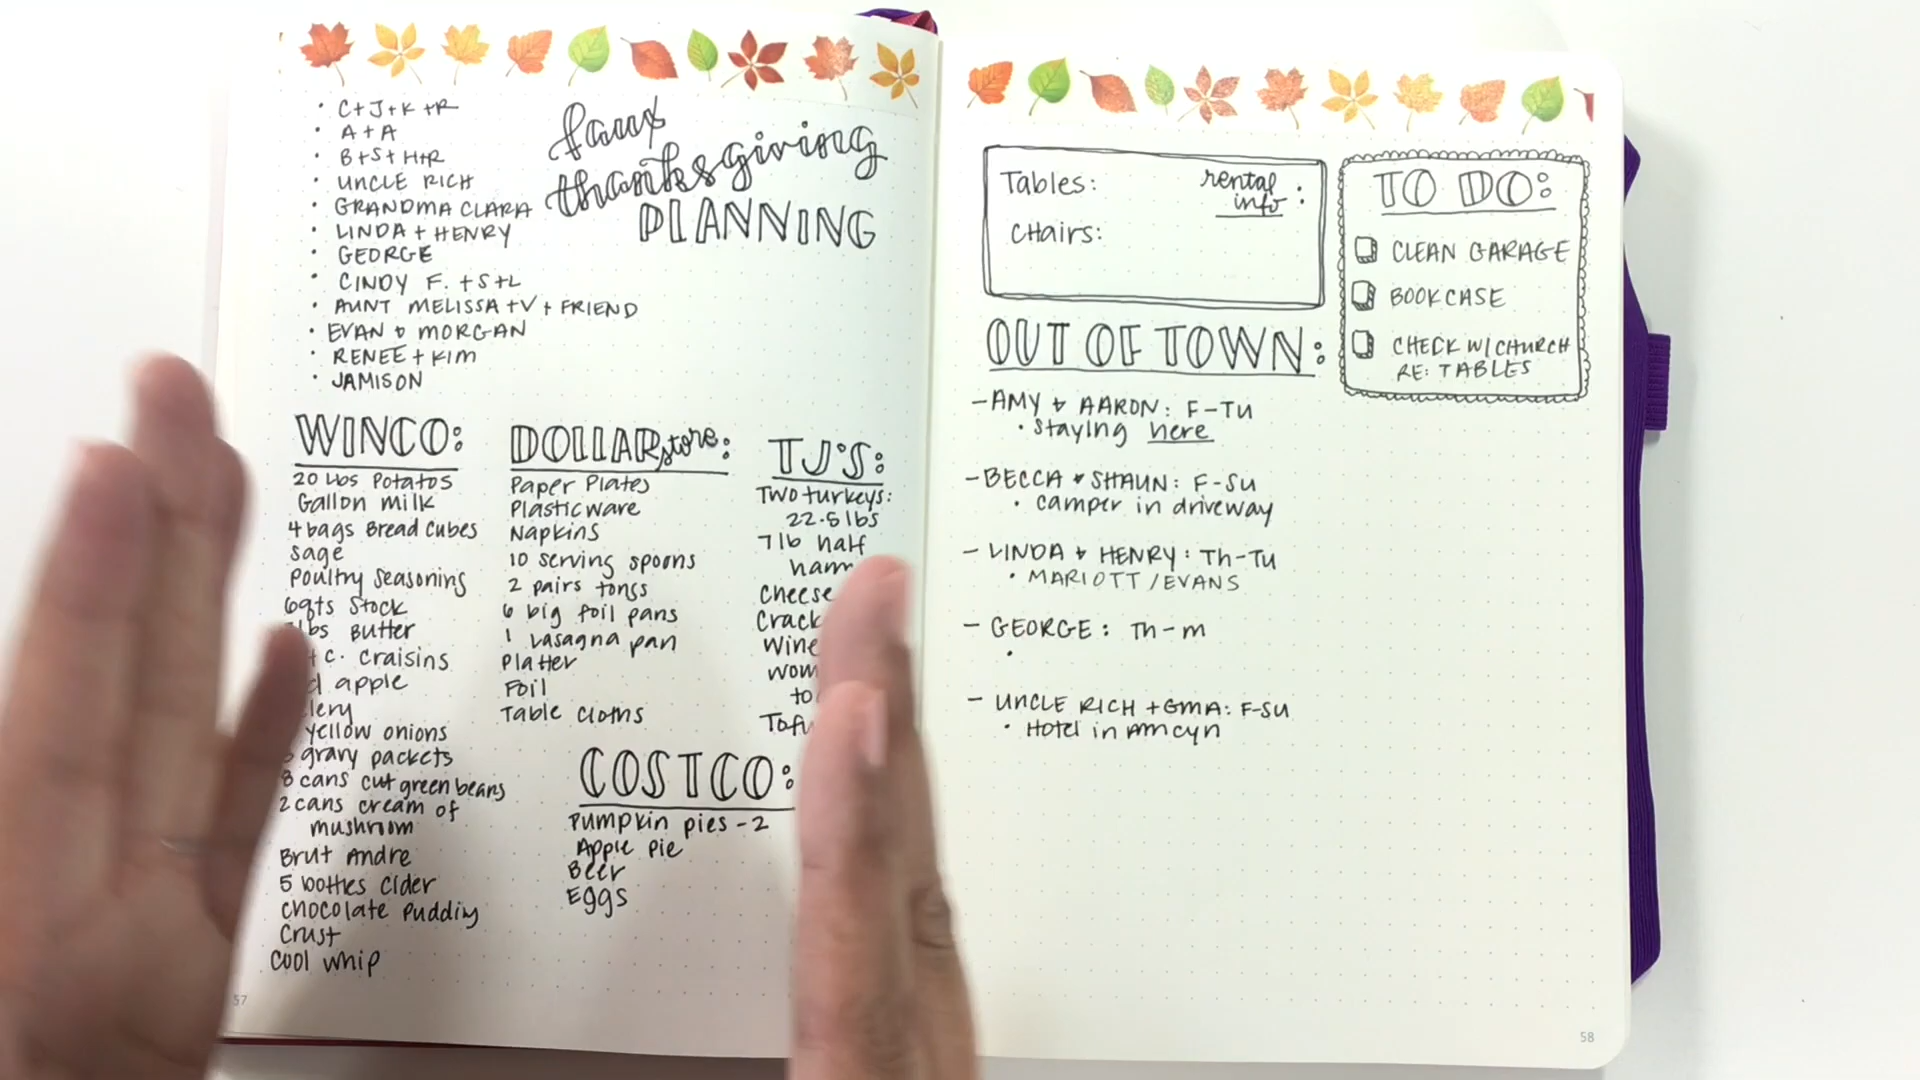 • C+J+K+R
• A+A
• B+S+H+R
• UNCLE RICH
• GRANDMA CLARA
• LINDA + HENRY
• GEORGE
• CINDY F. +S+L
• AUNT MELISSA +V + FRIEND
• EVAN & MORGAN
• RENEE + KIM
• JAMISON
faux
thanksgiving
PLANNING
WINCO:
20 Lbs Potatos
Gallon milk
4 bags Bread Cubes
sage
Poultry Seasoning
6qts Stock
lbs Butter
c. craisins
apple
yellow onions
gravy packets
8 cans cut green beans
2 cans cream of
mushroom
Brut Andre
5 bottles Cider
Chocolate Pudding
Crust
Cool Whip
57
DOLLAR store:
Paper Plates
Plasticware
Napkins
10 serving spoons
2 pairs tongs
6 big foil pans
1 Lasagna pan
Platter
Foil
Table Cloths
TJ'S:
Two turkeys:
22.5 lbs
7 lb half
ham
Cheese
Wine
COSTCO:
Pumpkin pies - 2
Apple pie
Beer
Eggs
Tables: rental info:
Chairs:
TO DO:
CLEAN GARAGE
BOOKCASE
CHECK W/ CHURCH
RE: TABLES
OUT OF TOWN:
- AMY & AARON: F-TU
• staying here
- BECCA & SHAUN: F-SU
• camper in driveway
- LINDA & HENRY: Th-Tu
• MARIOTT / EVANS
- GEORGE: Th-m
•
- UNCLE RICH + GMA: F-SU
• Hotel in Amcyn
58